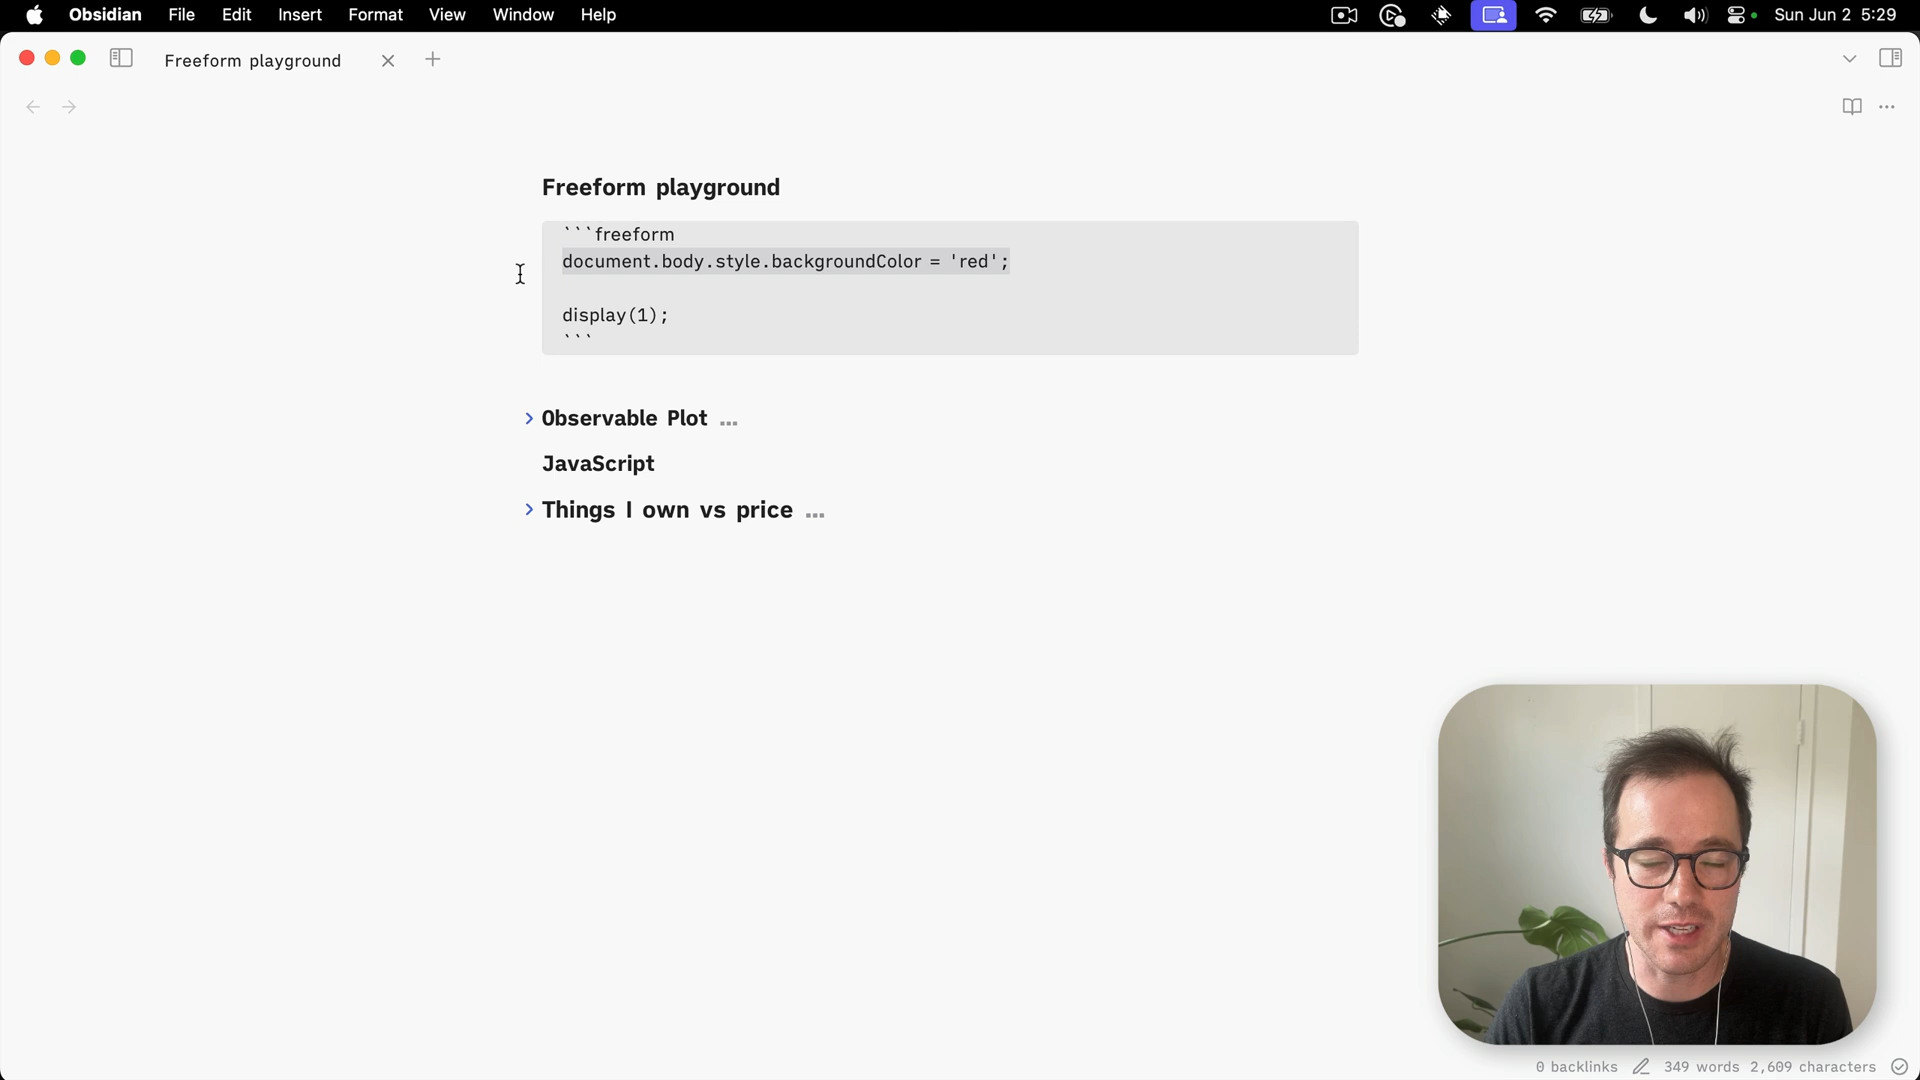 Obsidian File Edit Insert Format View Window Help Sun Jun 2 5:29
Freeform playground
Freeform playground
```freeform
document.body.style.backgroundColor = 'red';
display(1);
```
Observable Plot ...
JavaScript
Things I own vs price ...
0 backlinks 349 words 2,609 characters